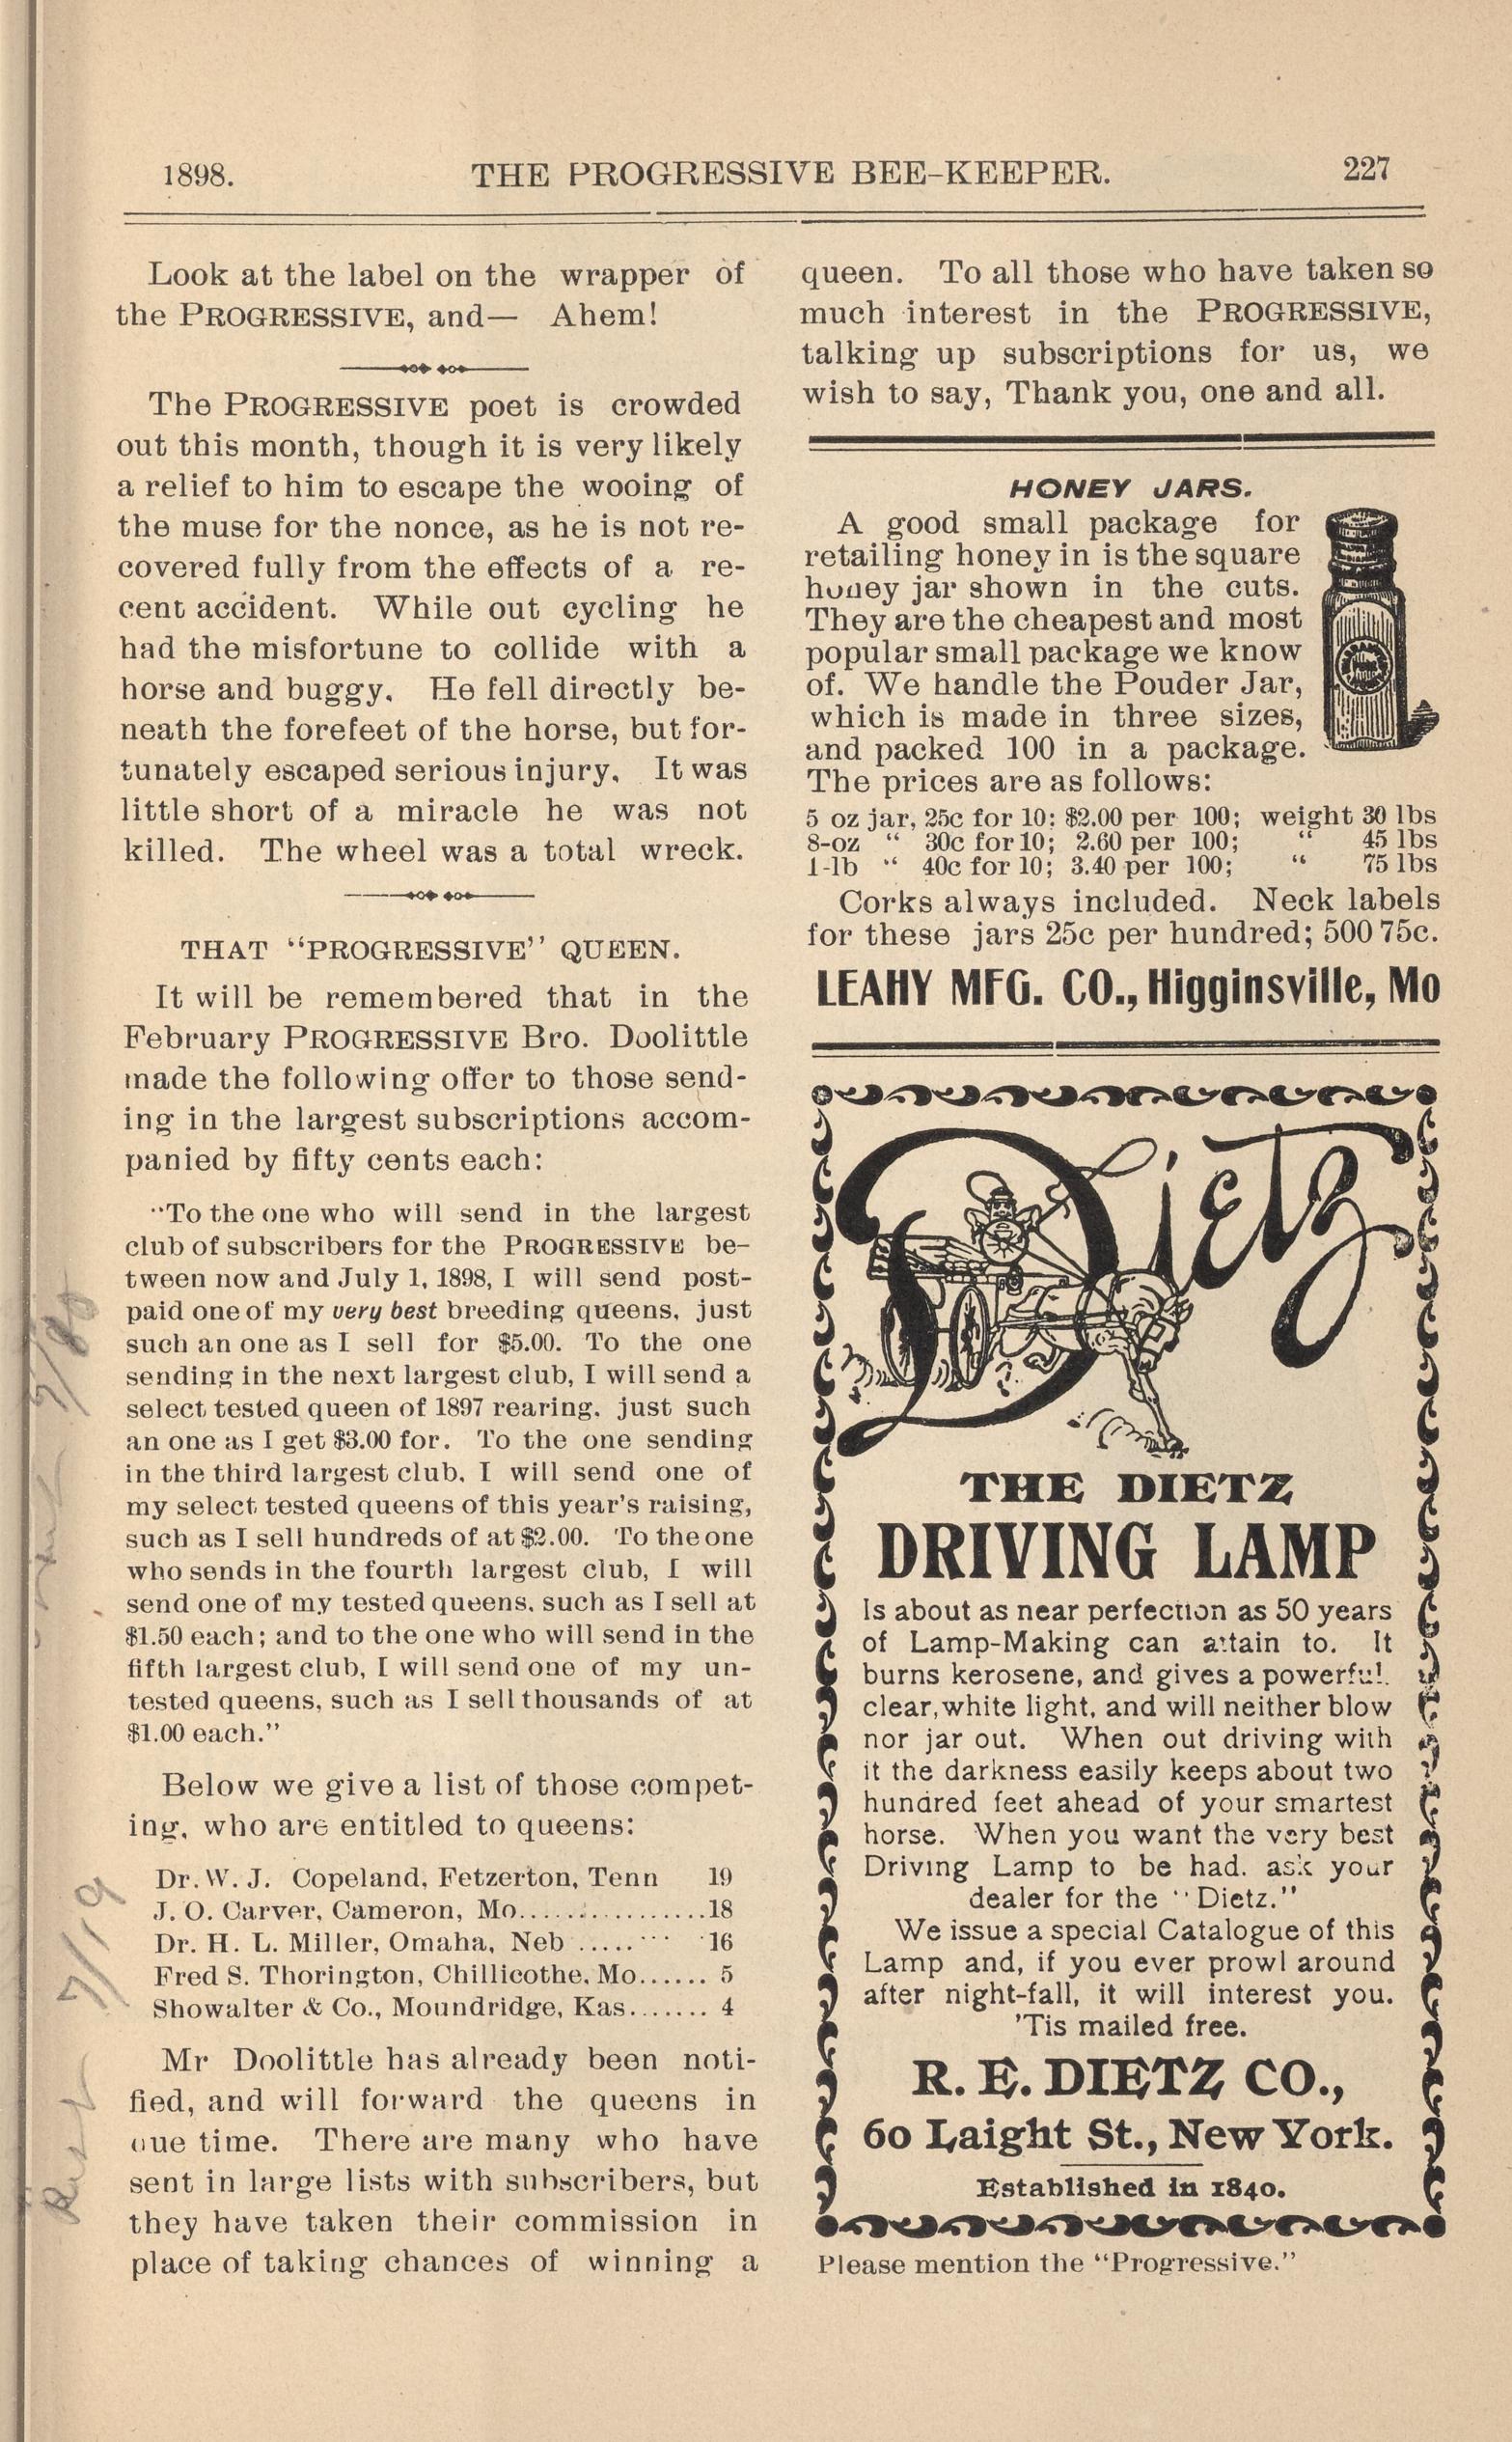 1898.
THE PROGRESSIVE BEE-KEEPER.
227
Look at the label on the wrapper of
the PROGRESSIVE, and— Ahem!
The PROGRESSIVE poet is crowded
out this month, though it is very likely
a relief to him to escape the wooing of
the muse for the nonce, as he is not re-
covered fully from the effects of a re-
cent accident. While out cycling he
had the misfortune to collide with a
horse and buggy. He fell directly be-
neath the forefeet of the horse, but for-
tunately escaped serious injury. It was
little short of a miracle he was not
killed. The wheel was a total wreck.
THAT "PROGRESSIVE" QUEEN.
It will be remembered that in the
February PROGRESSIVE Bro. Doolittle
made the following offer to those send-
ing in the largest subscriptions accom-
panied by fifty cents each:
"To the one who will send in the largest
club of subscribers for the PROGRESSIVE be-
tween now and July 1, 1898, I will send post-
paid one of my very best breeding queens, just
such an one as I sell for $5.00. To the one
sending in the next largest club, I will send a
select tested queen of 1897 rearing, just such
an one as I get $3.00 for. To the one sending
in the third largest club, I will send one of
my select tested queens of this year's raising,
such as I sell hundreds of at $2.00. To the one
who sends in the fourth largest club, I will
send one of my tested queens, such as I sell at
$1.50 each; and to the one who will send in the
fifth largest club, I will send one of my un-
tested queens, such as I sell thousands of at
$1.00 each."
Below we give a list of those compet-
ing, who are entitled to queens:
Dr. W. J. Copeland, Fetzerton, Tenn 19
J. O. Carver, Cameron, Mo................18
Dr. H. L. Miller, Omaha, Neb ........ 16
Fred S. Thorington, Chillicothe, Mo...... 5
Showalter & Co., Moundridge, Kas....... 4
Mr Doolittle has already been noti-
fied, and will forward the queens in
due time. There are many who have
sent in large lists with subscribers, but
they have taken their commission in
place of taking chances of winning a
queen. To all those who have taken so
much interest in the PROGRESSIVE,
talking up subscriptions for us, we
wish to say, Thank you, one and all.
HONEY JARS.
A good small package for
retailing honey in is the square
honey jar shown in the cuts.
They are the cheapest and most
popular small package we know
of. We handle the Pouder Jar,
which is made in three sizes,
and packed 100 in a package.
The prices are as follows:
5 oz jar, 25c for 10; $2.00 per 100; weight 30 lbs
8-oz " 30c for 10; 2.60 per 100; " 45 lbs
1-lb " 40c for 10; 3.40 per 100; " 75 lbs
Corks always included. Neck labels
for these jars 25c per hundred; 500 75c.
LEAHY MFG. CO., Higginsville, Mo
Dietz
THE DIETZ
DRIVING LAMP
Is about as near perfection as 50 years
of Lamp-Making can attain to. It
burns kerosene, and gives a powerful,
clear, white light, and will neither blow
nor jar out. When out driving with
it the darkness easily keeps about two
hundred feet ahead of your smartest
horse. When you want the very best
Driving Lamp to be had, ask your
dealer for the "Dietz."
We issue a special Catalogue of this
Lamp and, if you ever prowl around
after night-fall, it will interest you.
'Tis mailed free.
R. E. DIETZ CO.,
60 Laight St., New York.
Established in 1840.
Please mention the "Progressive."
7/19